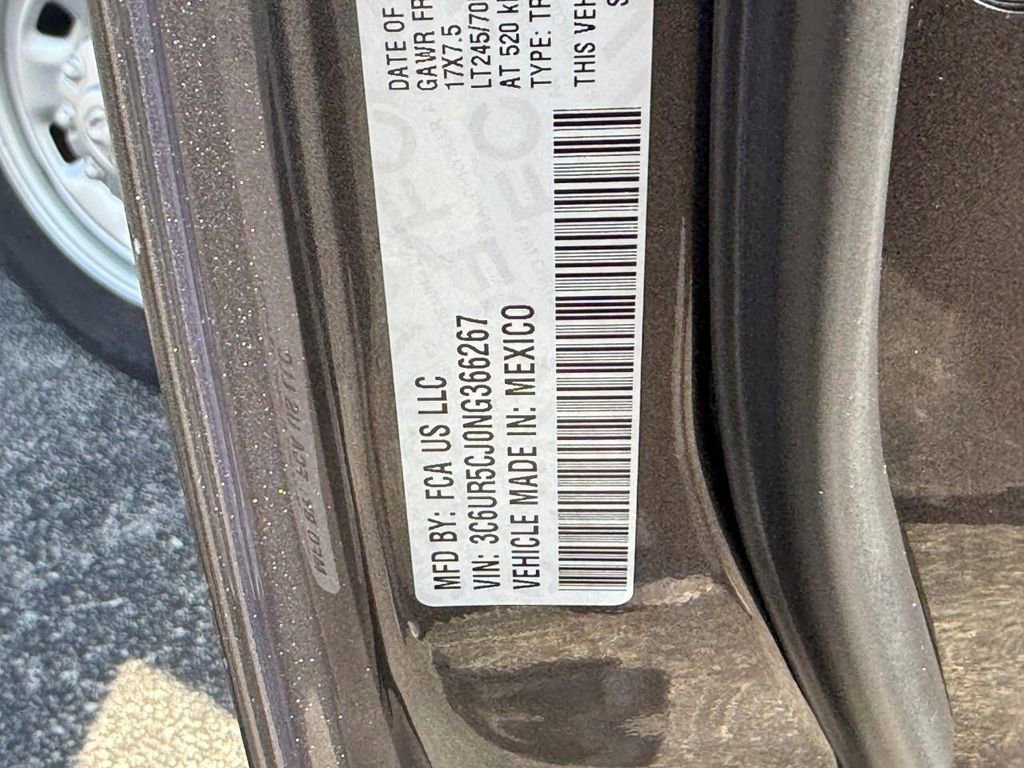 MFD BY: FCA US LLC
VIN: 3C6UR5CJ0NG366267
VEHICLE MADE IN: MEXICO
DATE OF
GAWR FR
17X7.5
LT245/70
AT 520 k
TYPE: TR
THIS VEH